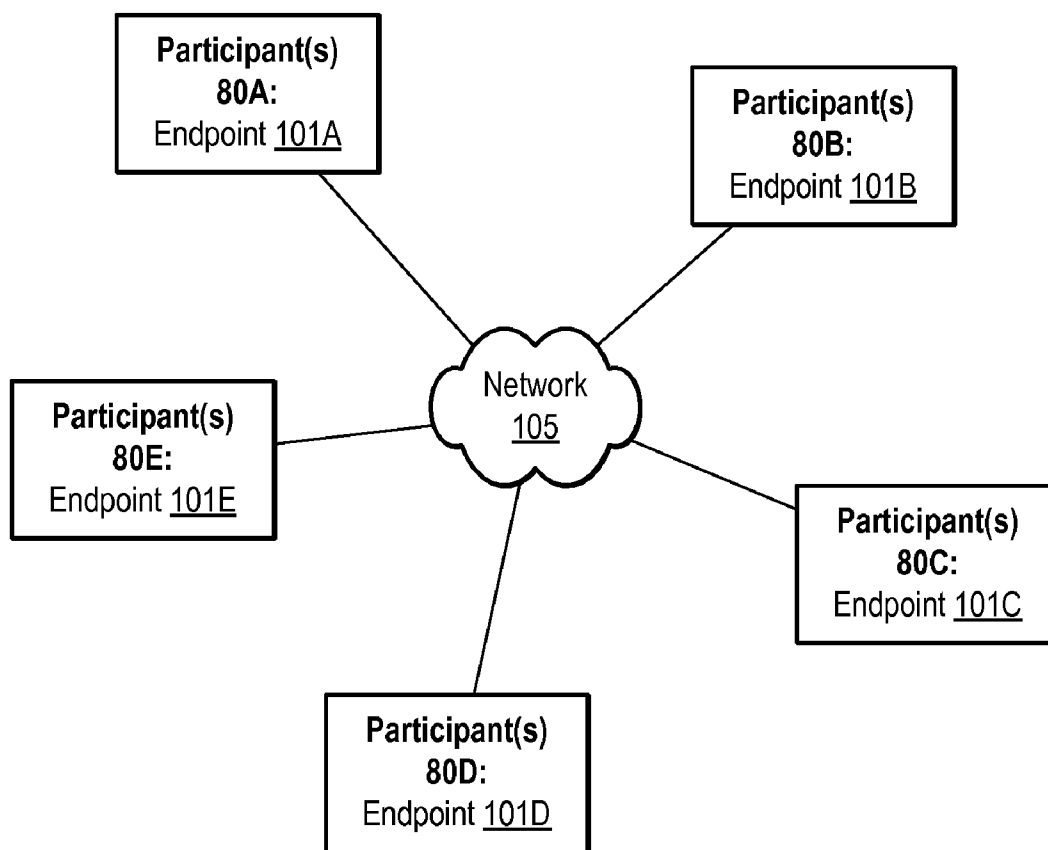 Participant(s)
80A:
Endpoint 101A
Participant(s)
80B:
Endpoint 101B
Network
105
Participant(s)
80E:
Endpoint 101E
Participant(s)
80C:
Endpoint 101C
Participant(s)
80D:
Endpoint 101D